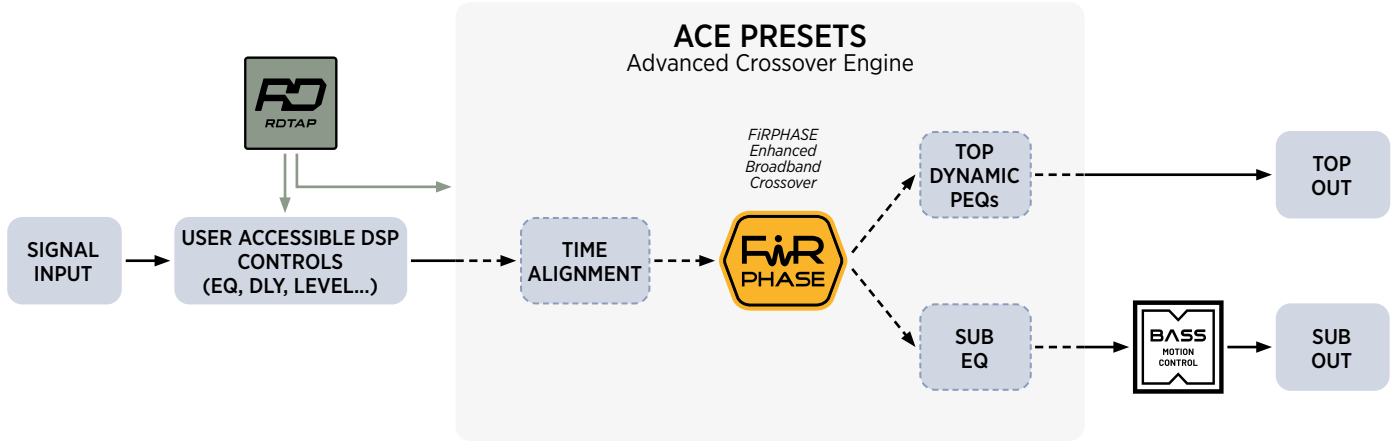 ACE PRESETS
Advanced Crossover Engine
RD
RDTAP
SIGNAL
INPUT
USER ACCESSIBLE DSP
CONTROLS
(EQ, DLY, LEVEL...)
TIME
ALIGNMENT
FiRPHASE
Enhanced
Broadband
Crossover
FiR
PHASE
TOP
DYNAMIC
PEQs
TOP
OUT
SUB
EQ
BASS
MOTION
CONTROL
SUB
OUT